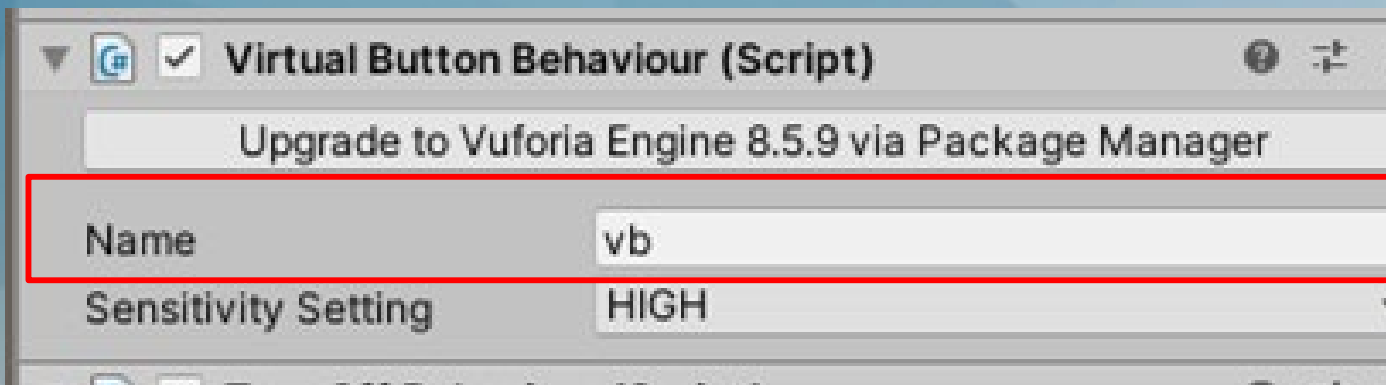 Virtual Button Behaviour (Script)
Upgrade to Vuforia Engine 8.5.9 via Package Manager
Name vb
Sensitivity Setting HIGH